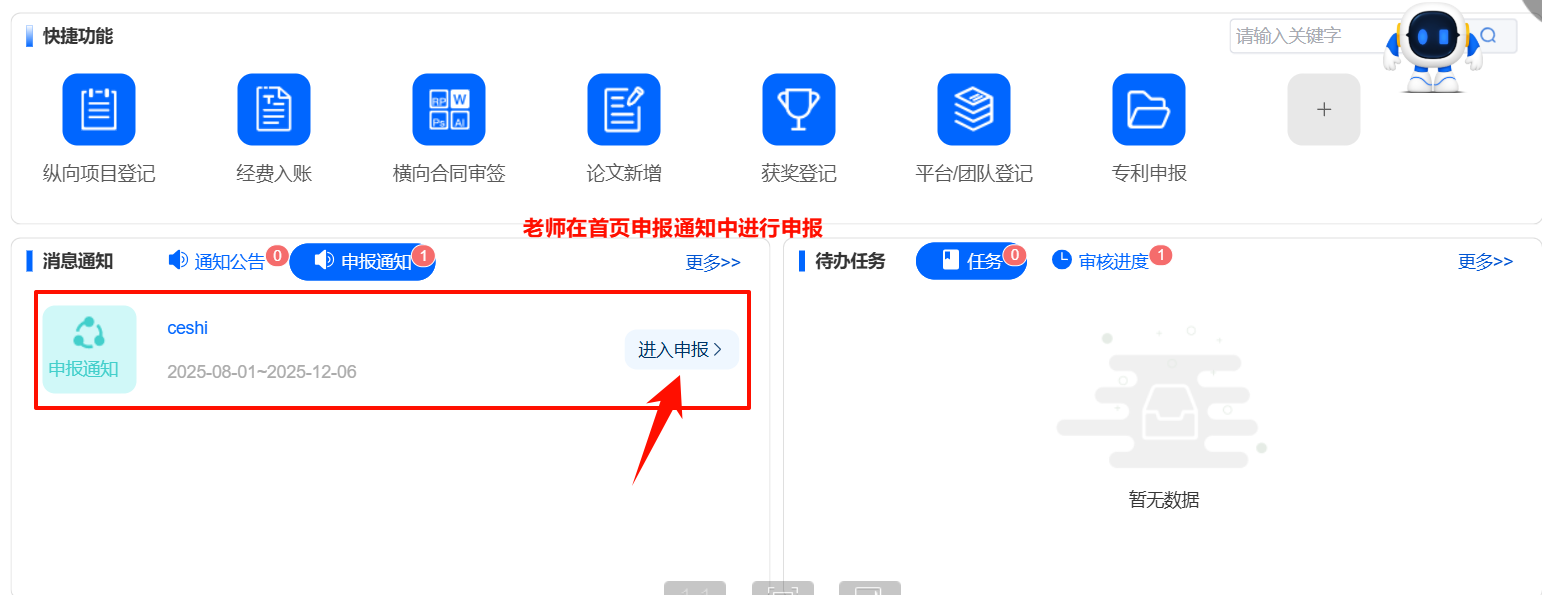 快捷功能
请输入关键字
RP W
Ps AI
纵向项目登记 经费入账 横向合同审签 论文新增 获奖登记 平台/团队登记 专利申报
老师在首页申报通知中进行申报
消息通知 通知公告 0 申报通知 1 更多>>
待办任务 任务 0 审核进度 1 更多>>
申报通知
ceshi
2025-08-01~2025-12-06
进入申报
暂无数据